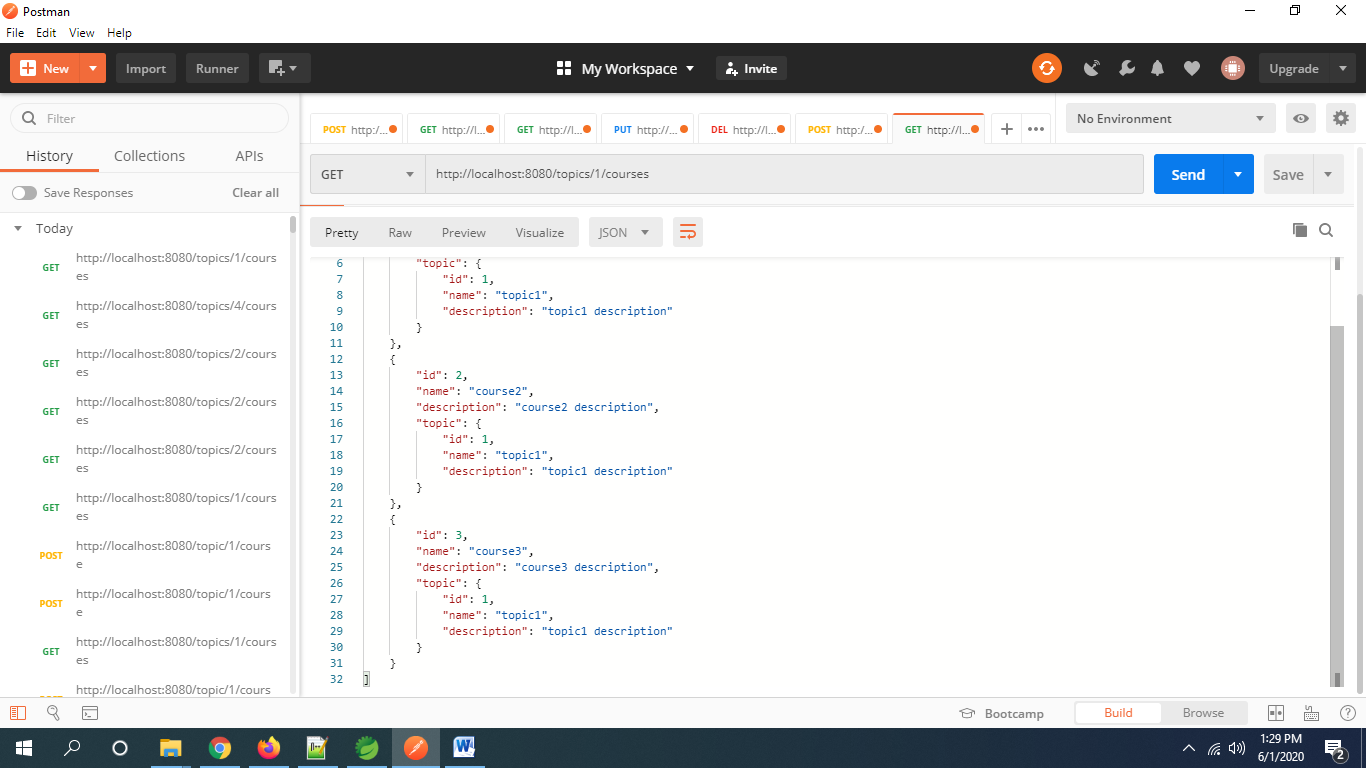 Postman
File Edit View Help
New Import Runner My Workspace Invite Upgrade
Filter
History Collections APIs
Save Responses Clear all
Today
GET http://localhost:8080/topics/1/cours
es
GET http://localhost:8080/topics/4/cours
es
GET http://localhost:8080/topics/2/cours
es
GET http://localhost:8080/topics/2/cours
es
GET http://localhost:8080/topics/2/cours
es
GET http://localhost:8080/topics/1/cours
es
POST http://localhost:8080/topic/1/cours
e
POST http://localhost:8080/topic/1/cours
e
GET http://localhost:8080/topics/1/cours
es
http://localhost:8080/topic/1/cours
POST http:/... GET http://l... GET http://l... PUT http://... DEL http://l... POST http:/... GET http://l... + ...
No Environment
GET http://localhost:8080/topics/1/courses Send Save
Pretty Raw Preview Visualize JSON
6 "topic": {
7 "id": 1,
8 "name": "topic1",
9 "description": "topic1 description"
10 }
11 },
12 {
13 "id": 2,
14 "name": "course2",
15 "description": "course2 description",
16 "topic": {
17 "id": 1,
18 "name": "topic1",
19 "description": "topic1 description"
20 }
21 },
22 {
23 "id": 3,
24 "name": "course3",
25 "description": "course3 description",
26 "topic": {
27 "id": 1,
28 "name": "topic1",
29 "description": "topic1 description"
30 }
31 }
32 ]
Bootcamp Build Browse ?
1:29 PM
6/1/2020
2